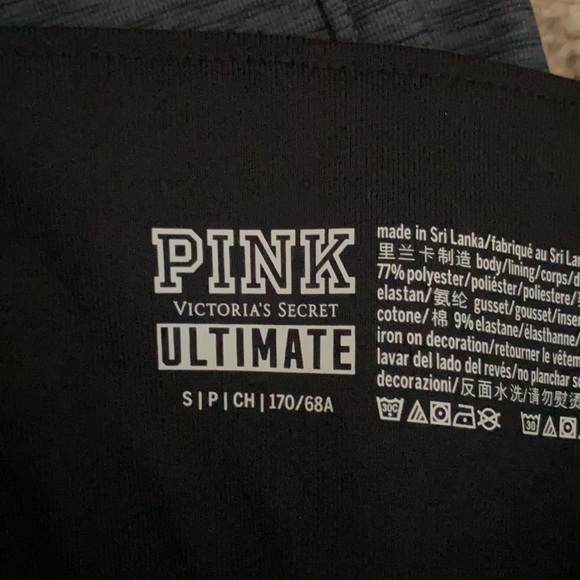 PINK
VICTORIA'S SECRET
ULTIMATE
S | P | CH | 170/68A
made in Sri Lanka/fabriqué au Sri
里兰卡制造 body/lining/corps/
77% polyester/poliéster/poliestere/
elastan/氨纶 gusset/gousset/
cotone/棉 9% elastane/élasthanne/
iron on decoration/retourner le
lavar del lado del revés/no planchar
decorazioni/反面水洗/请勿熨烫
30C
30